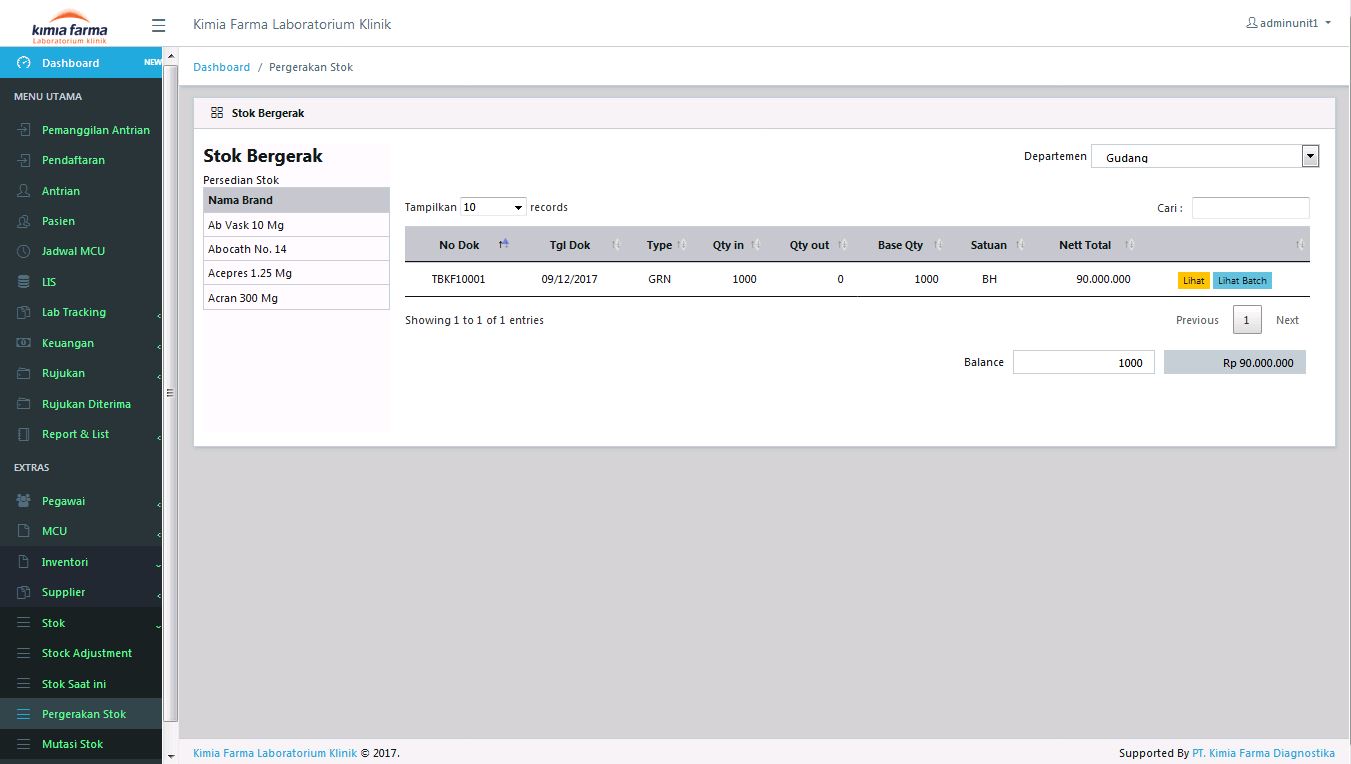 kimia farma
Laboratorium klinik
Kimia Farma Laboratorium Klinik
adminunit1
Dashboard NEW
MENU UTAMA
Pemanggilan Antrian
Pendaftaran
Antrian
Pasien
Jadwal MCU
LIS
Lab Tracking
Keuangan
Rujukan
Rujukan Diterima
Report & List
EXTRAS
Pegawai
MCU
Inventori
Supplier
Stok
Stock Adjustment
Stok Saat ini
Pergerakan Stok
Mutasi Stok
Dashboard / Pergerakan Stok
Stok Bergerak
Stok Bergerak
Persedian Stok
Nama Brand
Ab Vask 10 Mg
Abocath No. 14
Acepres 1.25 Mg
Acran 300 Mg
Departemen Gudang
Tampilkan 10 records
Cari :
No Dok Tgl Dok Type Qty in Qty out Base Qty Satuan Nett Total
TBKF10001 09/12/2017 GRN 1000 0 1000 BH 90.000.000 Lihat Lihat Batch
Showing 1 to 1 of 1 entries
Previous 1 Next
Balance 1000 Rp 90.000.000
Kimia Farma Laboratorium Klinik © 2017.
Supported By PT. Kimia Farma Diagnostika